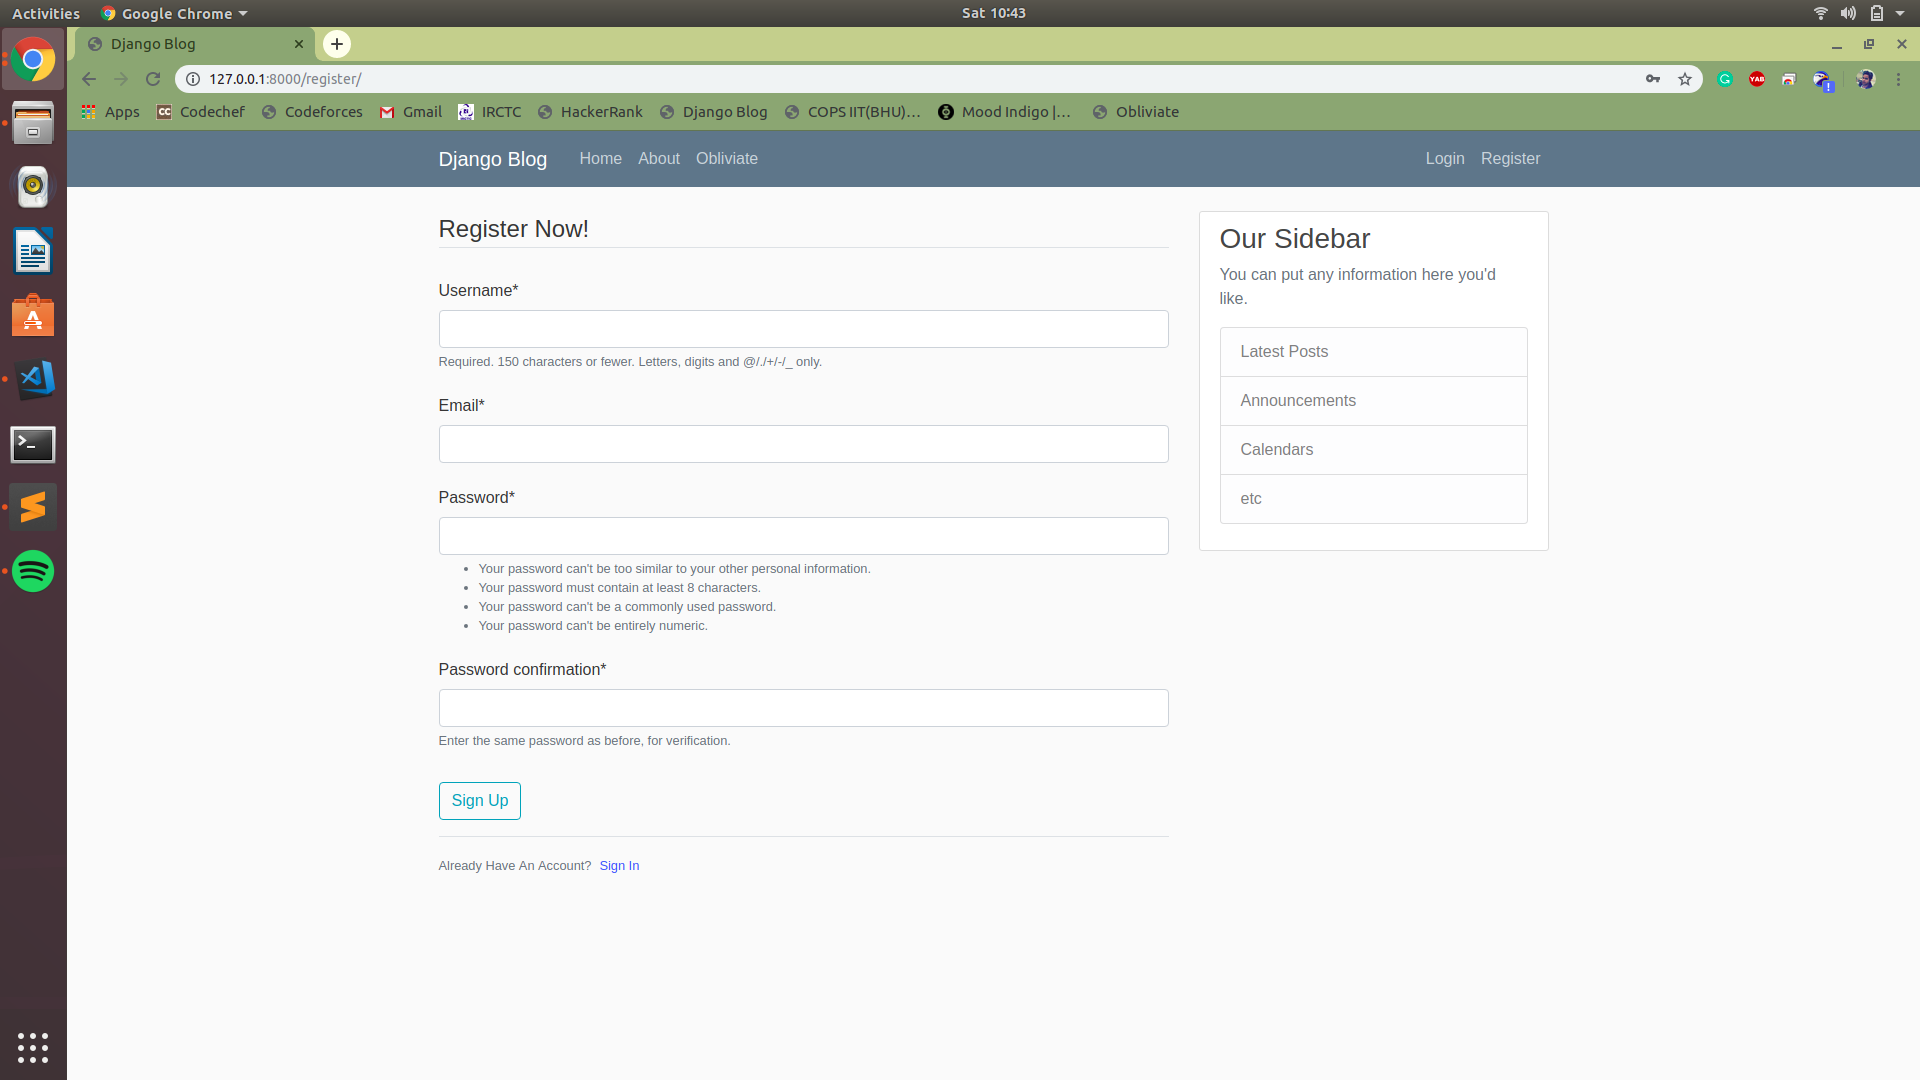 Activities
Google Chrome
Sat 10:43
Django Blog
127.0.0.1:8000/register/
YAB
Apps
CC Codechef
Codeforces
Gmail
IRCTC
HackerRank
Django Blog
COPS IIT(BHU)...
Mood Indigo |...
Obliviate
Django Blog
Home
About
Obliviate
Login
Register
Register Now!
Username*
Required. 150 characters or fewer. Letters, digits and @/./+/-/_ only.
Email*
Password*
Your password can't be too similar to your other personal information.
Your password must contain at least 8 characters.
Your password can't be a commonly used password.
Your password can't be entirely numeric.
Password confirmation*
Enter the same password as before, for verification.
Sign Up
Already Have An Account? Sign In
Our Sidebar
You can put any information here you'd
like.
Latest Posts
Announcements
Calendars
etc